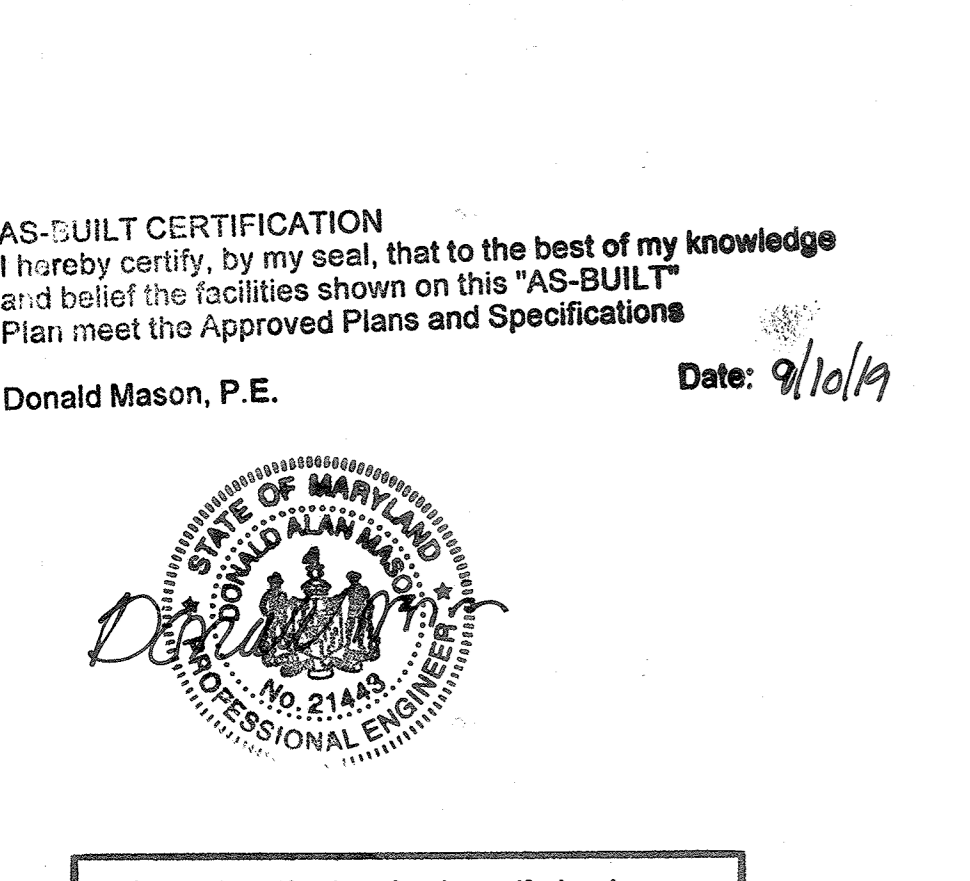 AS-BUILT CERTIFICATION
I hereby certify, by my seal, that to the best of my knowledge
and belief the facilities shown on this "AS-BUILT"
Plan meet the Approved Plans and Specifications
Donald Mason, P.E.
Date: 9/10/19
STATE OF MARYLAND
DONALD ALAN MASON
No. 21443
PROFESSIONAL ENGINEER